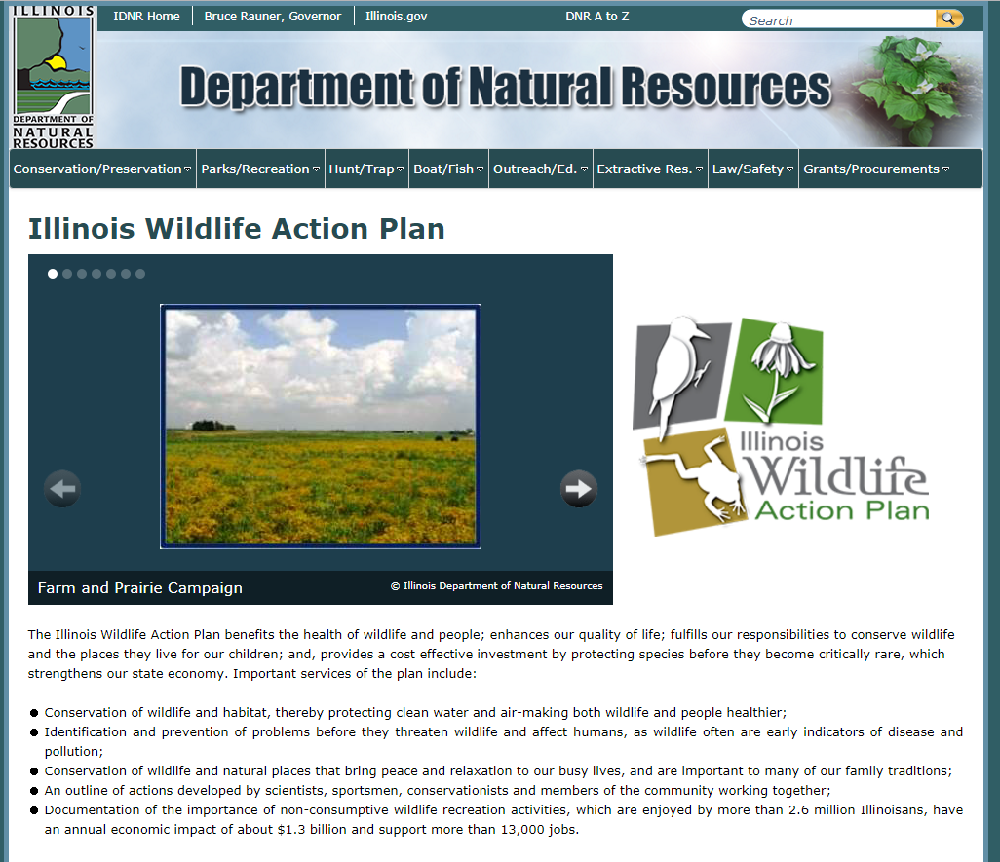 ILLINOIS
DEPARTMENT OF
NATURAL
RESOURCES
IDNR Home
Bruce Rauner, Governor
Illinois.gov
DNR A to Z
Search
Department of Natural Resources
Conservation/Preservation
Parks/Recreation
Hunt/Trap
Boat/Fish
Outreach/Ed.
Extractive Res.
Law/Safety
Grants/Procurements
Illinois Wildlife Action Plan
Illinois
Wildlife
Action Plan
Farm and Prairie Campaign
© Illinois Department of Natural Resources
The Illinois Wildlife Action Plan benefits the health of wildlife and people; enhances our quality of life; fulfills our responsibilities to conserve wildlife
and the places they live for our children; and, provides a cost effective investment by protecting species before they become critically rare, which
strengthens our state economy. Important services of the plan include:
● Conservation of wildlife and habitat, thereby protecting clean water and air-making both wildlife and people healthier;
● Identification and prevention of problems before they threaten wildlife and affect humans, as wildlife often are early indicators of disease and
pollution;
● Conservation of wildlife and natural places that bring peace and relaxation to our busy lives, and are important to many of our family traditions;
● An outline of actions developed by scientists, sportsmen, conservationists and members of the community working together;
● Documentation of the importance of non-consumptive wildlife recreation activities, which are enjoyed by more than 2.6 million Illinoisans, have
an annual economic impact of about $1.3 billion and support more than 13,000 jobs.